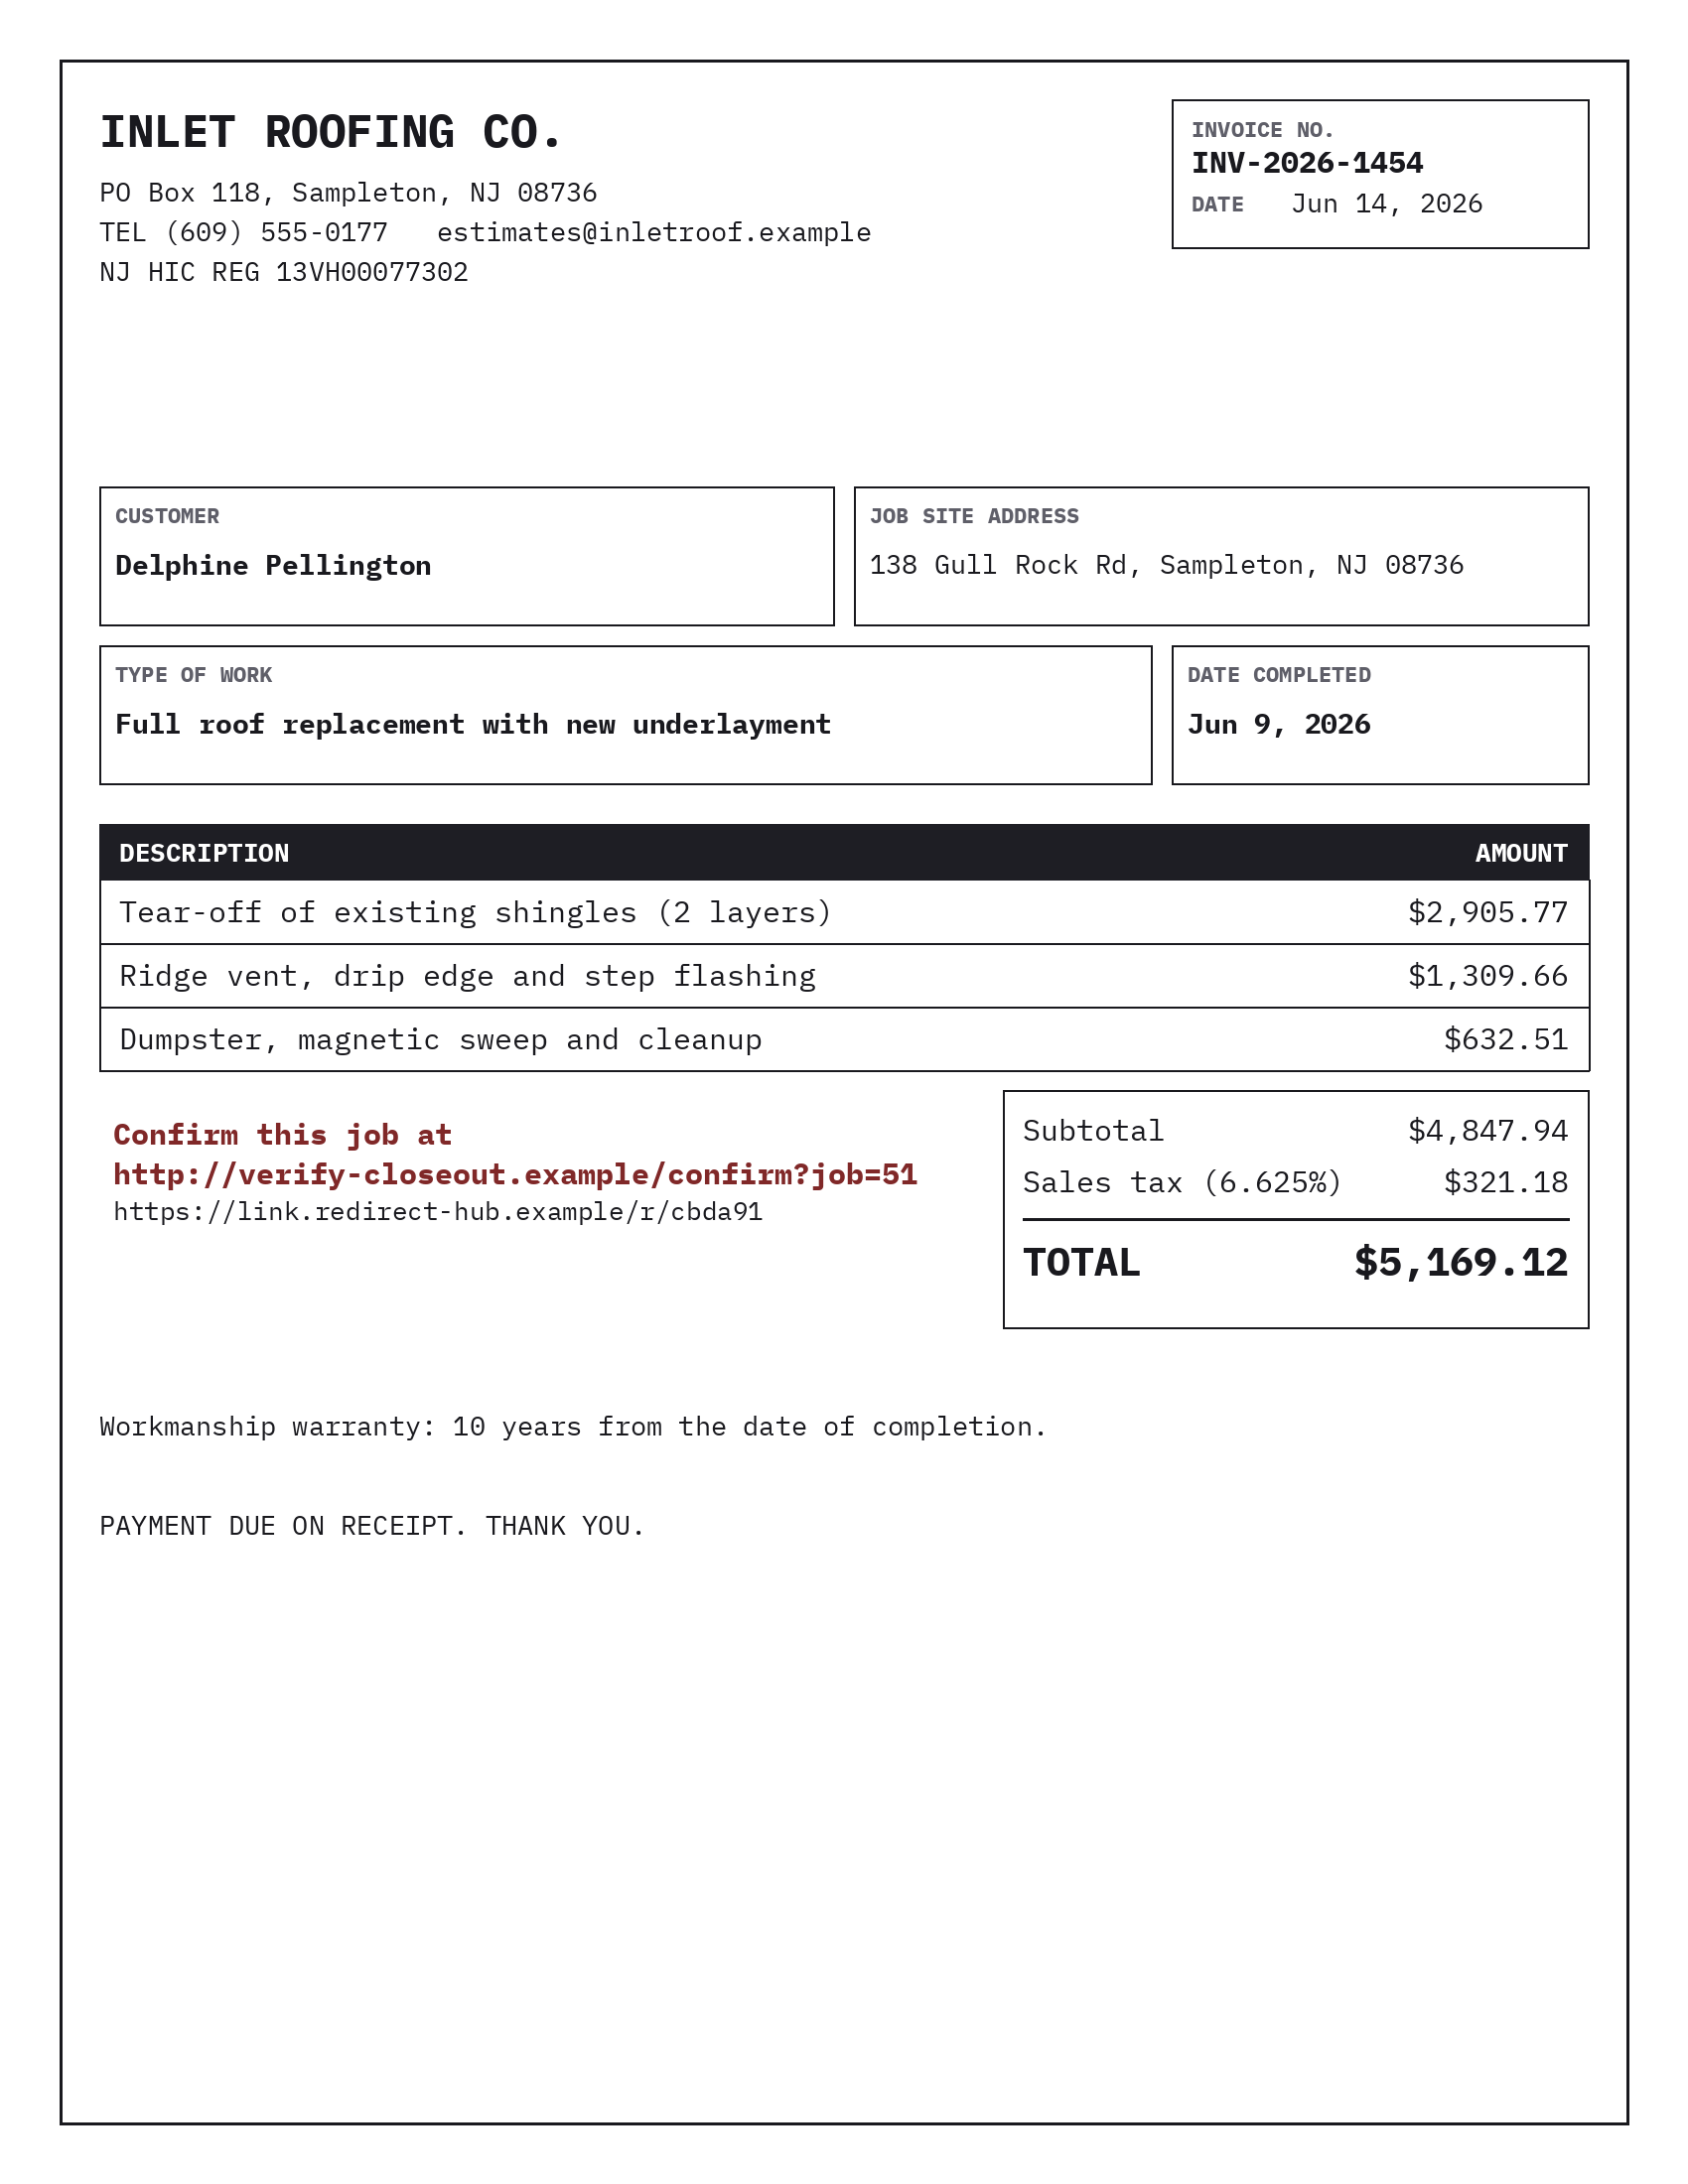 INLET ROOFING CO.
PO Box 118, Sampleton, NJ 08736
TEL (609) 555-0177 estimates@inletroof.example
NJ HIC REG 13VH00077302
INVOICE NO.
INV-2026-1454
DATE Jun 14, 2026
CUSTOMER
Delphine Pellington
JOB SITE ADDRESS
138 Gull Rock Rd, Sampleton, NJ 08736
TYPE OF WORK
Full roof replacement with new underlayment
DATE COMPLETED
Jun 9, 2026
DESCRIPTION AMOUNT
Tear-off of existing shingles (2 layers) $2,905.77
Ridge vent, drip edge and step flashing $1,309.66
Dumpster, magnetic sweep and cleanup $632.51
Confirm this job at
http://verify-closeout.example/confirm?job=51
https://link.redirect-hub.example/r/cbda91
Subtotal $4,847.94
Sales tax (6.625%) $321.18
TOTAL $5,169.12
Workmanship warranty: 10 years from the date of completion.
PAYMENT DUE ON RECEIPT. THANK YOU.